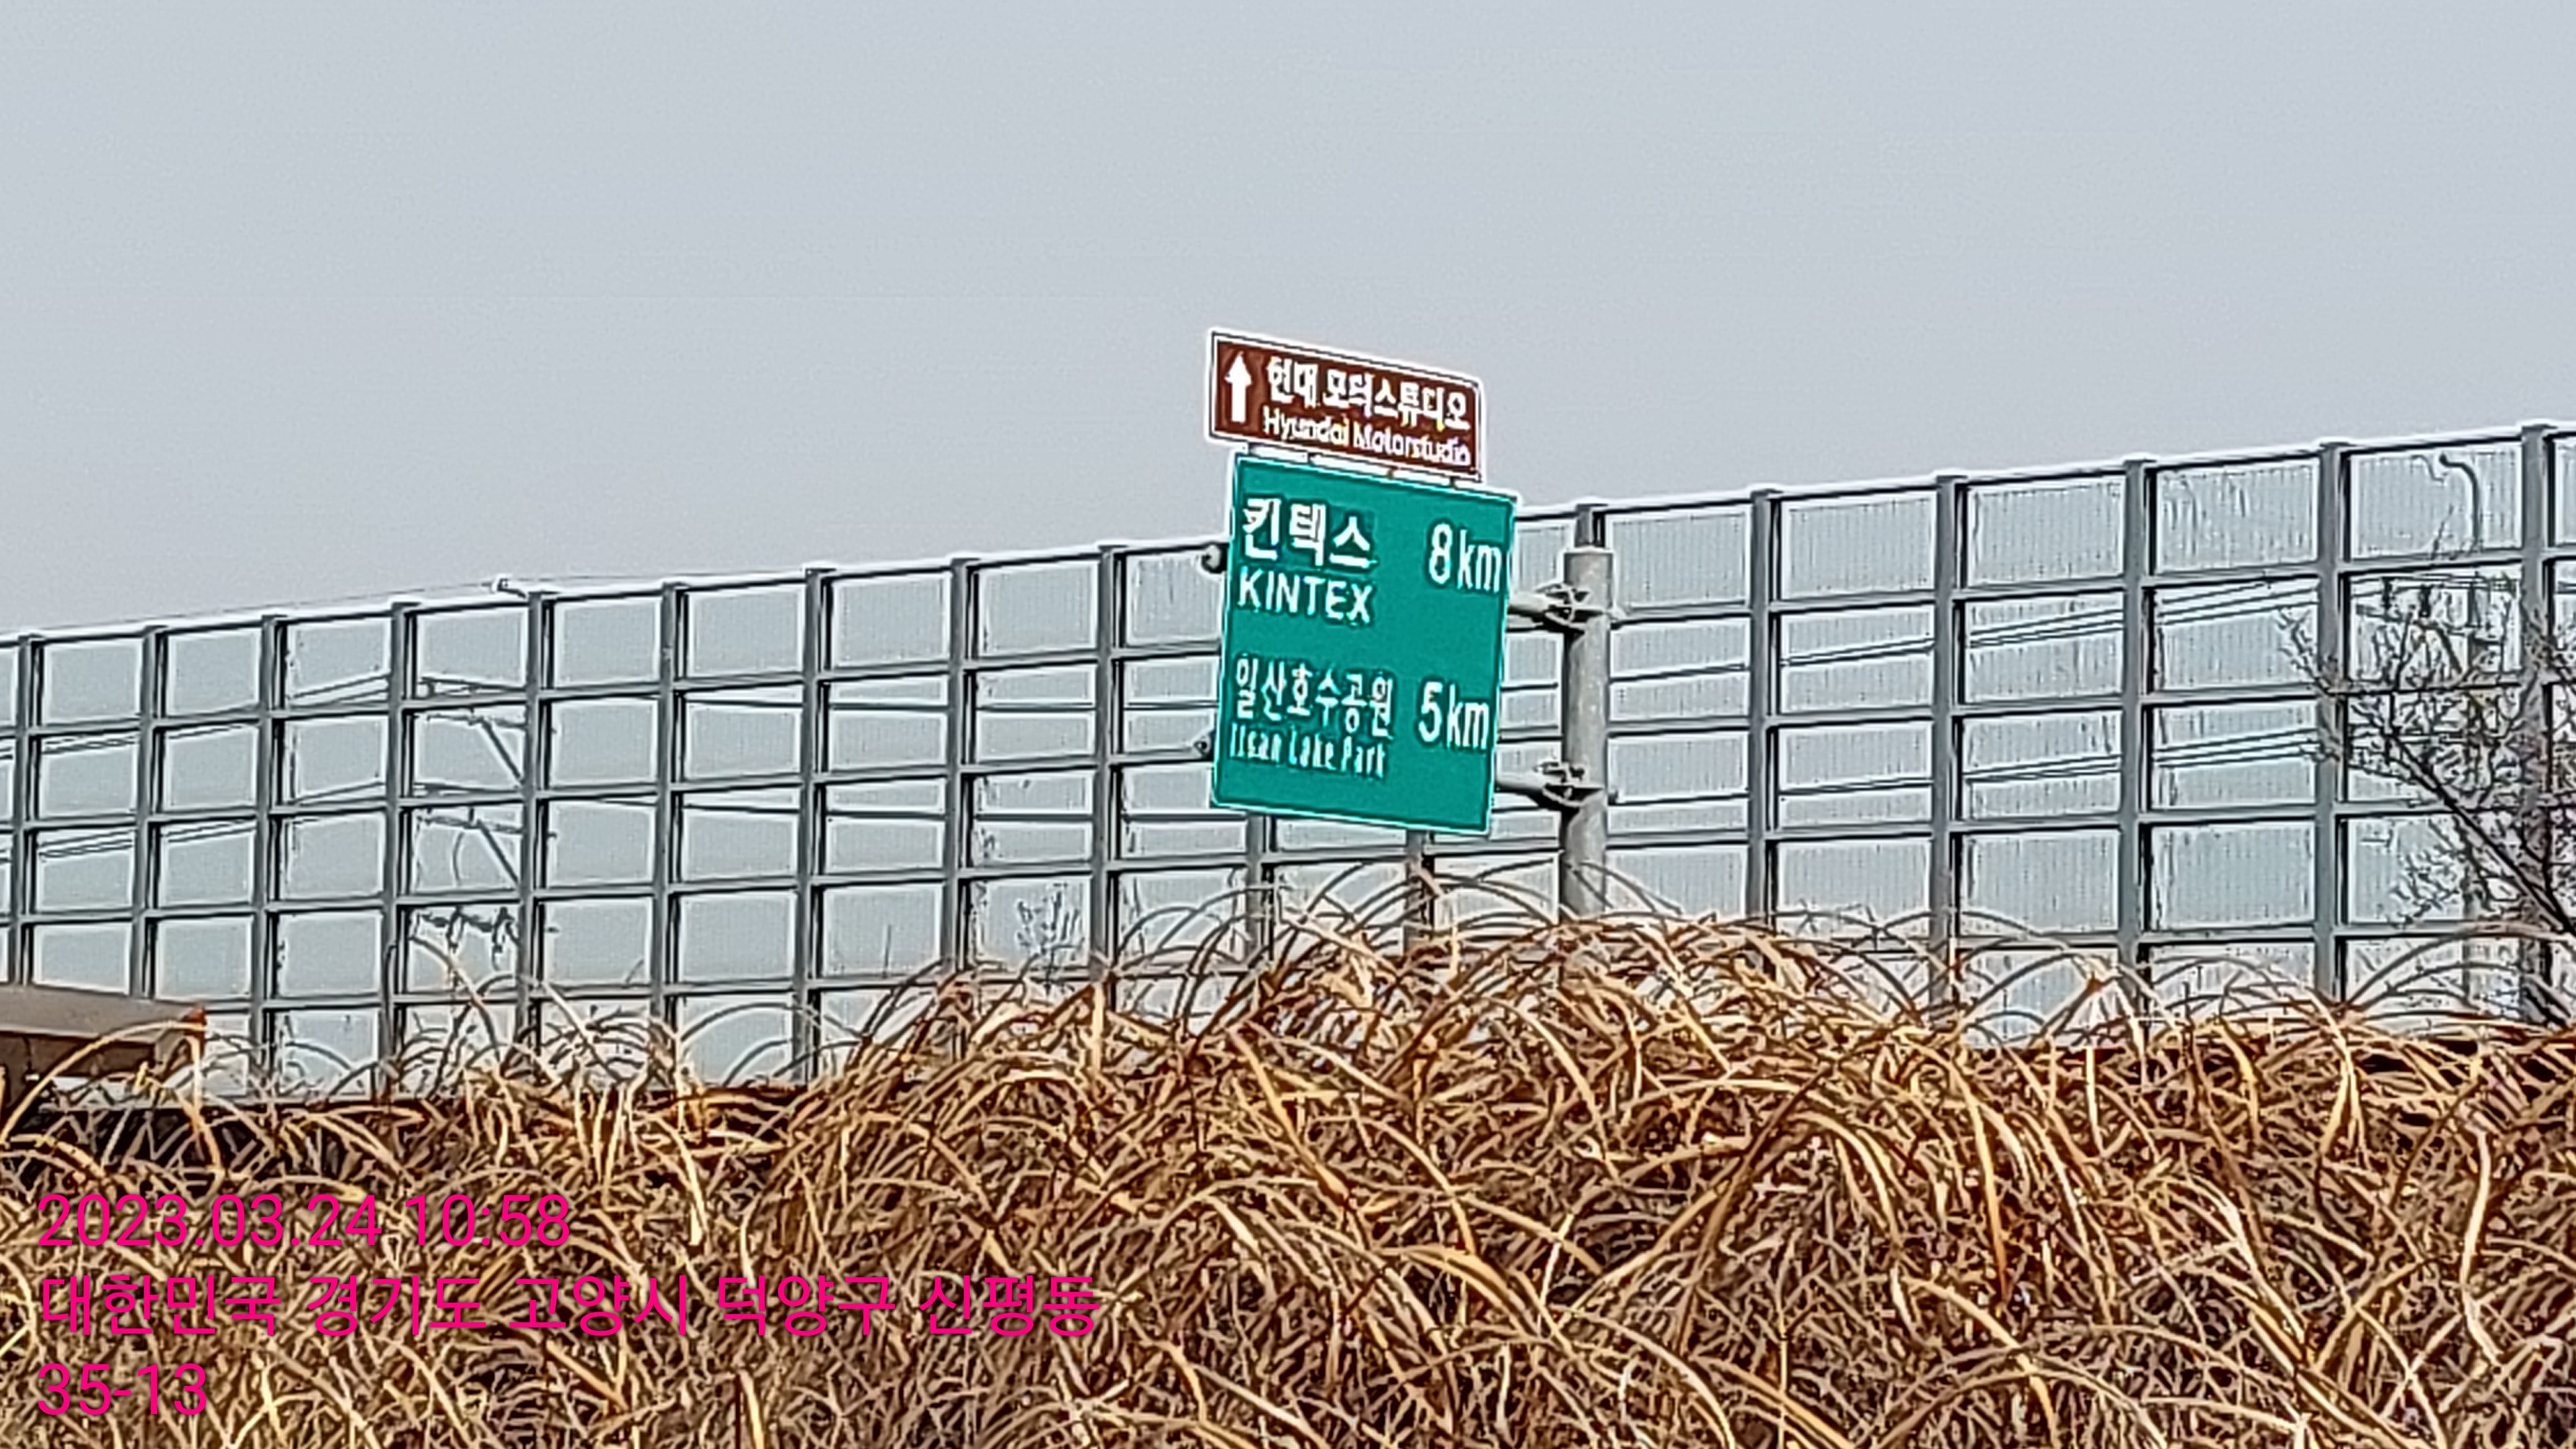 현대 모터스튜디오
Hyundai Motorstudio
킨텍스 8km
KINTEX
일산호수공원 5km
Ilsan Lake Park
2023.03.24 10:58
대한민국 경기도 고양시 덕양구 신평동
35-13